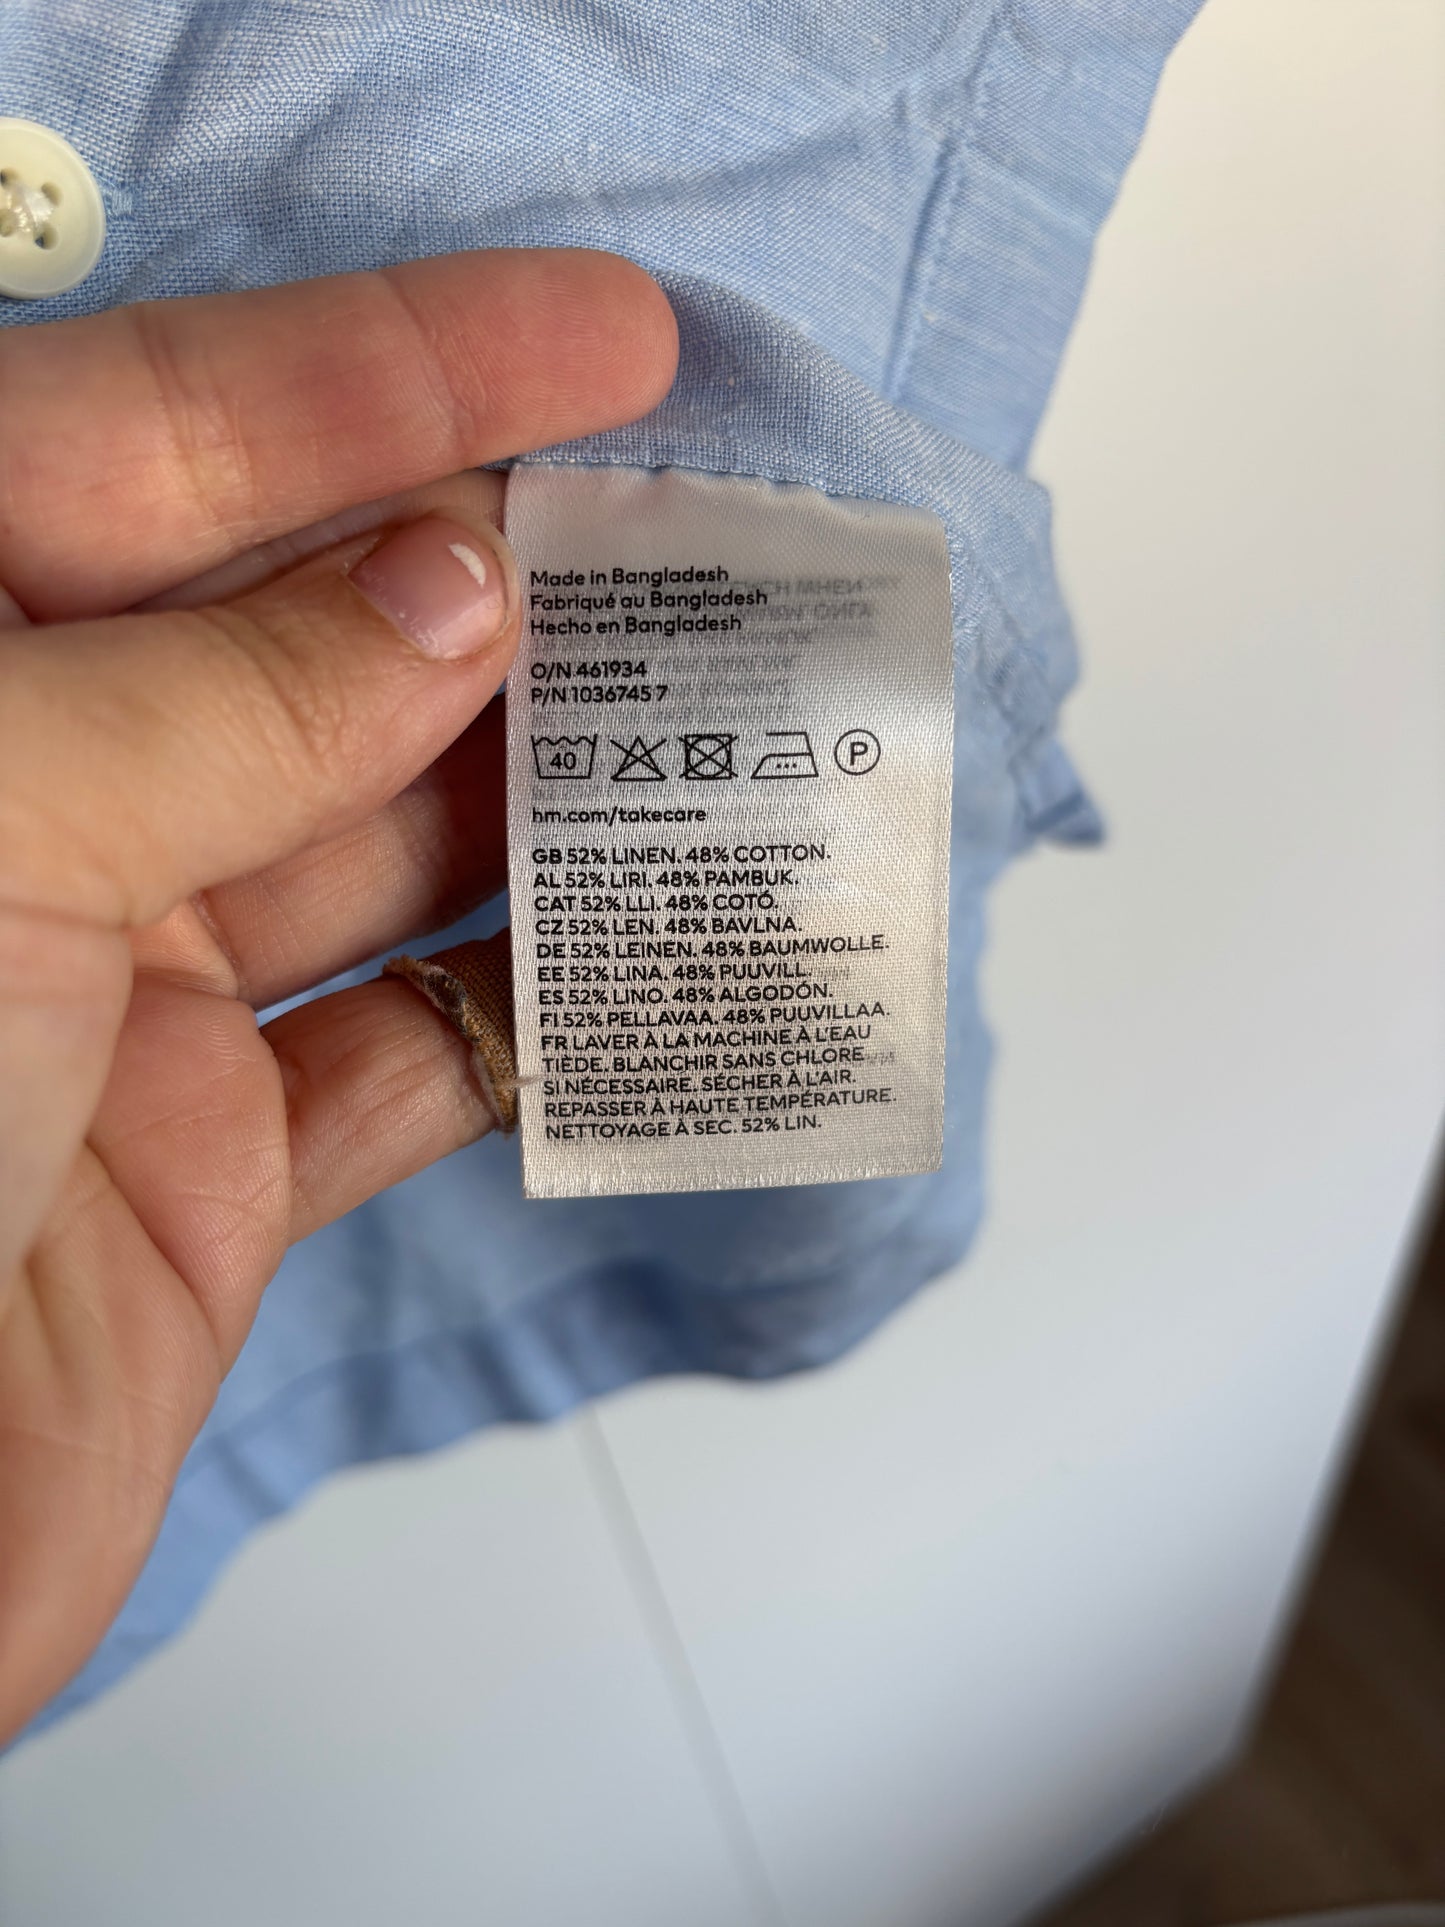 Made in Bangladesh
Fabriqué au Bangladesh
Hecho en Bangladesh
O/N 461934
P/N 1036745 7
40 P
hm.com/takecare
GB 52% LINEN. 48% COTTON.
AL 52% LIRI. 48% PAMBUK.
CAT 52% LLI. 48% COTÓ.
CZ 52% LEN. 48% BAVLNA.
DE 52% LEINEN. 48% BAUMWOLLE.
EE 52% LINA. 48% PUUVILL.
ES 52% LINO. 48% ALGODÓN.
FI 52% PELLAVAA. 48% PUUVILLAA.
FR LAVER À LA MACHINE À L'EAU
TIÈDE. BLANCHIR SANS CHLORE
SI NÉCESSAIRE. SÉCHER À L'AIR.
REPASSER À HAUTE TEMPÉRATURE.
NETTOYAGE À SEC. 52% LIN.